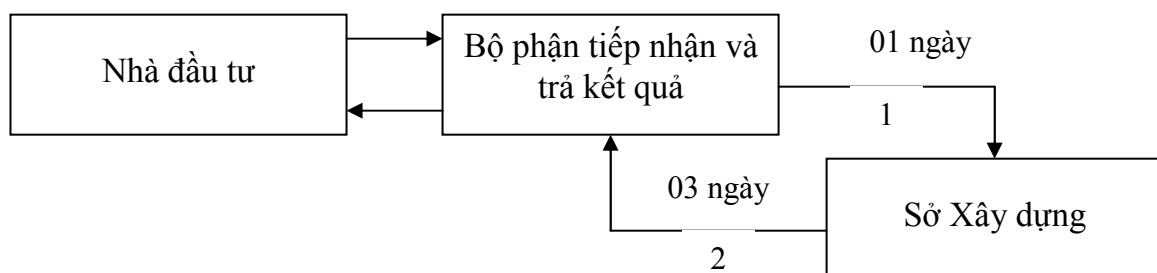 Nhà đầu tư
Bộ phận tiếp nhận và
trả kết quả
01 ngày
1
03 ngày
2
Sở Xây dựng